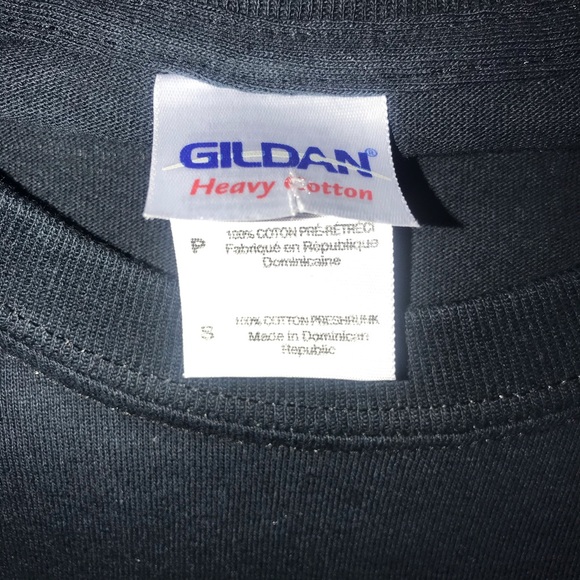 GILDAN®
Heavy Cotton
P
100% COTON PRÉ-RÉTRÉCI
Fabriqué en République
Dominicaine
S
100% COTTON PRESHRUNK
Made in Dominican
Republic